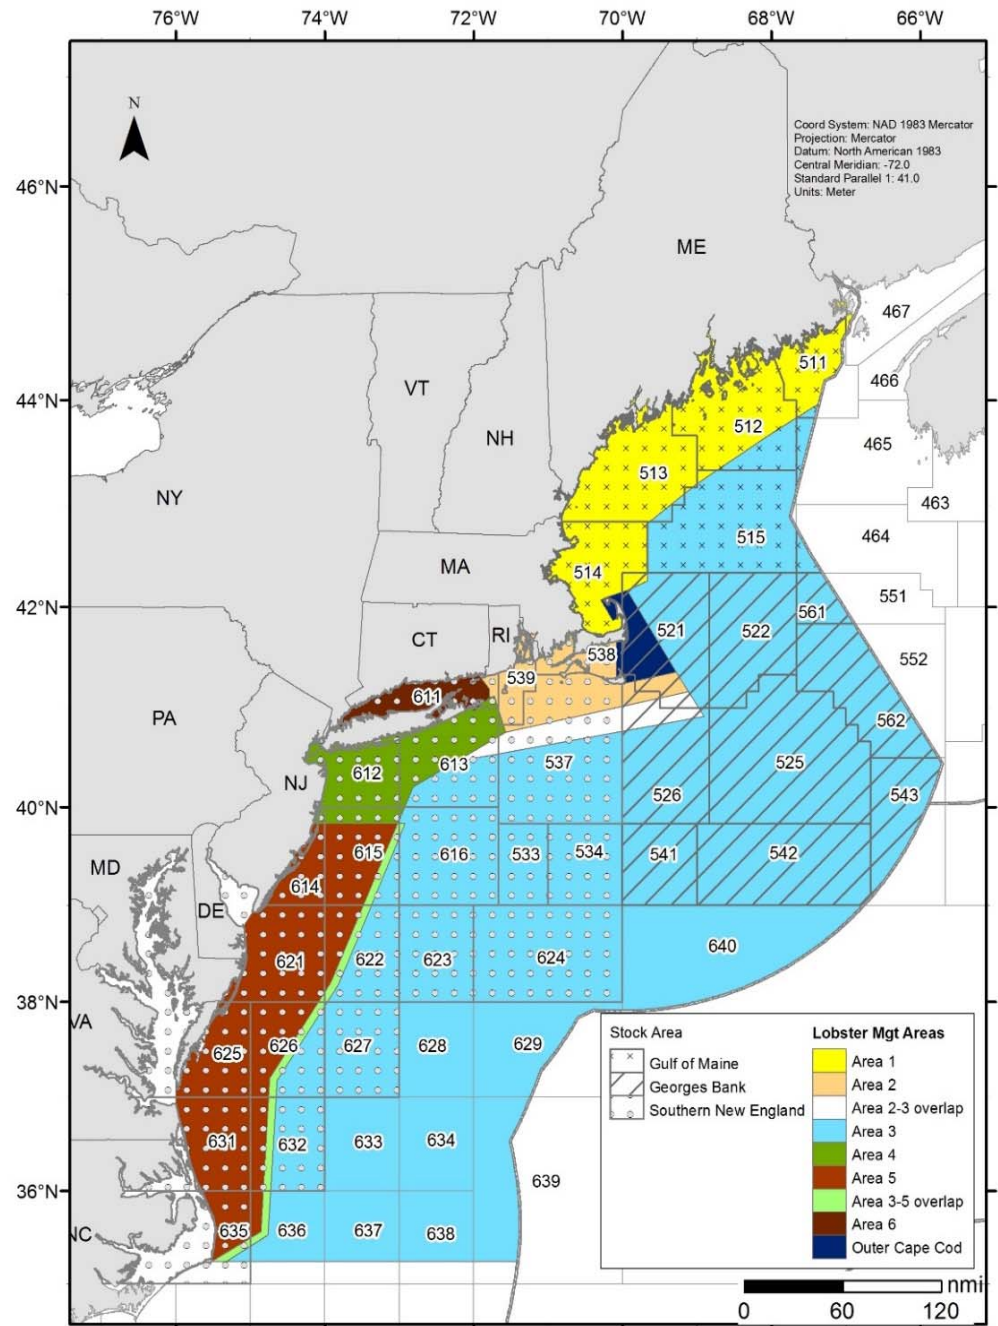 76°W 74°W 72°W 70°W 68°W 66°W
N
Coord System: NAD 1983 Mercator
Projection: Mercator
Datum: North American 1983
Central Meridian: -72.0
Standard Parallel 1: 41.0
Units: Meter
46°N
ME
467
511
466
VT
44°N
512
465
NH
513
NY
463
515
464
MA
514
551
42°N
561
521
522
CT
RI
538
552
539
611
PA
562
613
537
525
612
NJ
526
543
40°N
615
616
533
534
541
542
MD
614
DE
640
621
622
623
624
38°N
VA
625
626
627
628
629
631
632
633
634
639
36°N
NC
635
636
637
638
Stock Area
Gulf of Maine
Georges Bank
Southern New England
Lobster Mgt Areas
Area 1
Area 2
Area 2-3 overlap
Area 3
Area 4
Area 5
Area 3-5 overlap
Area 6
Outer Cape Cod
nmi
0 60 120